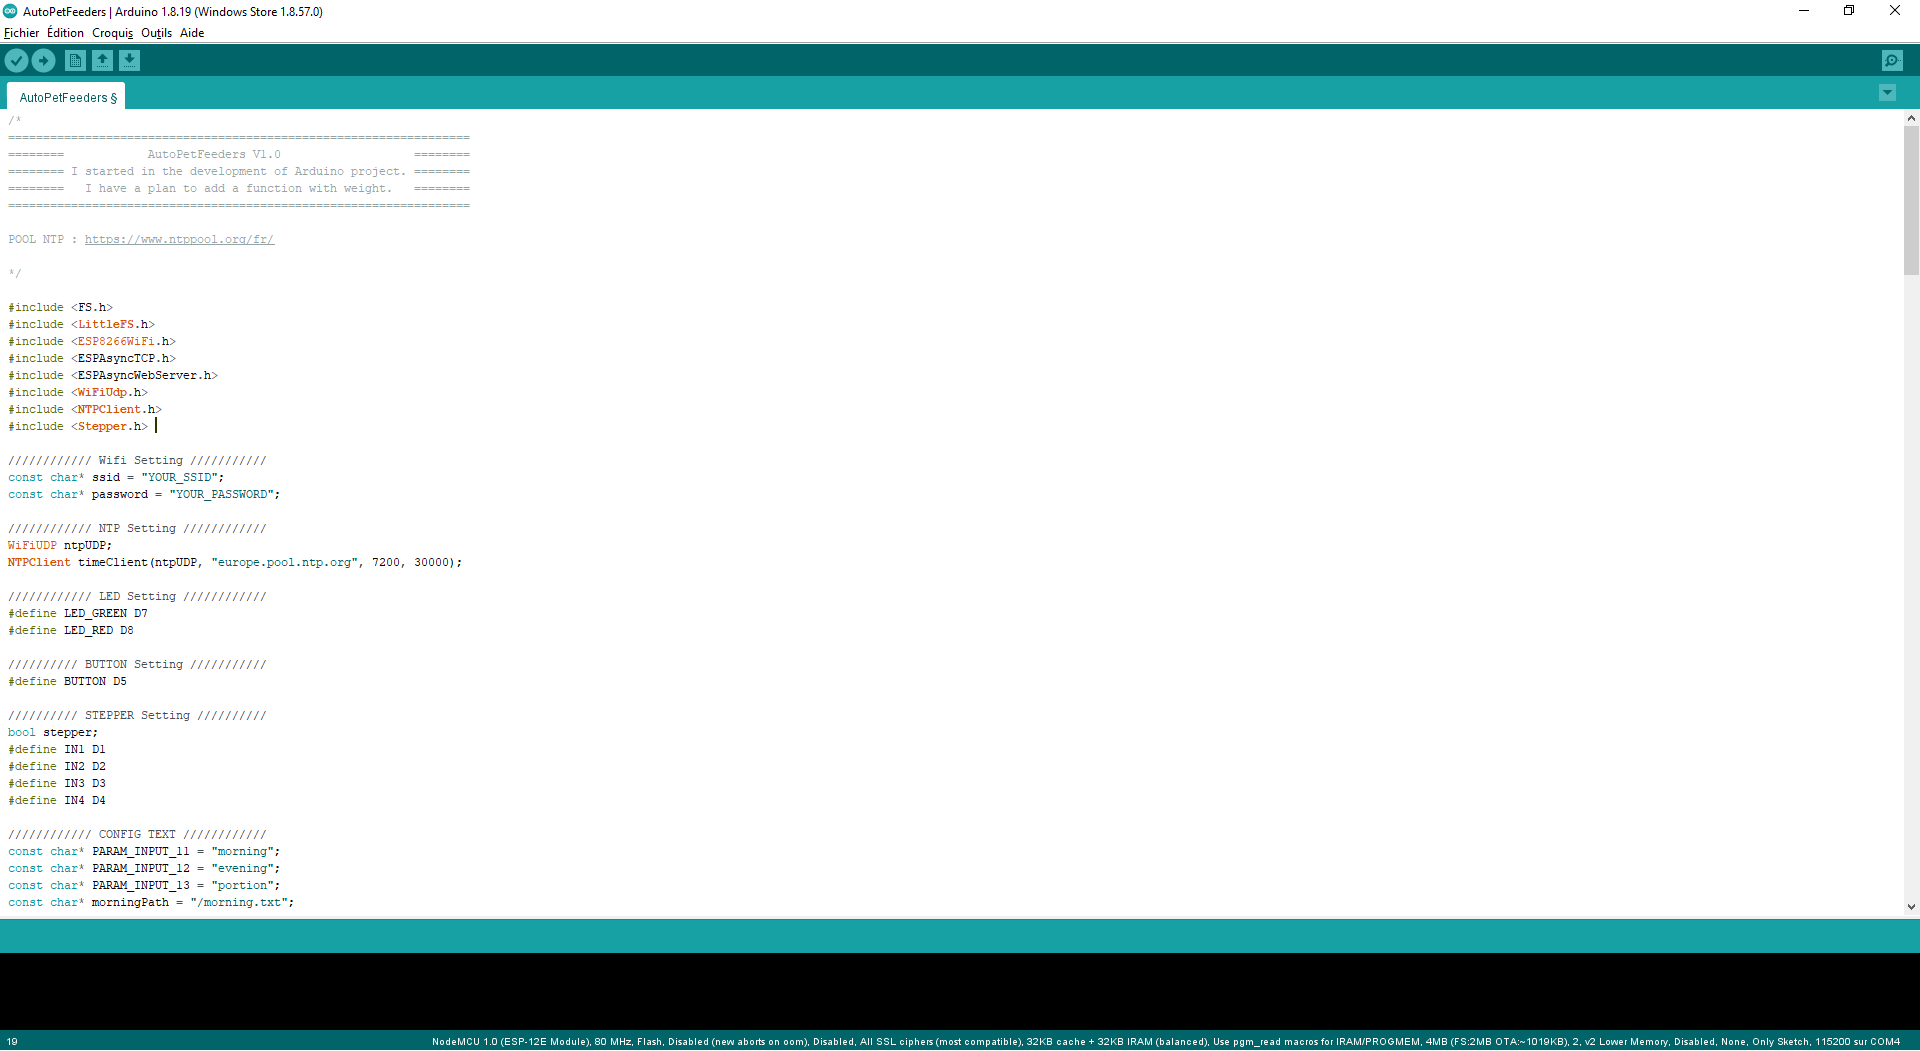 AutoPetFeeders | Arduino 1.8.19 (Windows Store 1.8.57.0)
Fichier Édition Croquis Outils Aide
AutoPetFeeders §
/*
==================================================================
======== AutoPetFeeders V1.0 ========
======== I started in the development of Arduino project. ========
======== I have a plan to add a function with weight. ========
==================================================================
POOL NTP : https://www.ntppool.org/fr/
*/
#include <FS.h>
#include <LittleFS.h>
#include <ESP8266WiFi.h>
#include <ESPAsyncTCP.h>
#include <ESPAsyncWebServer.h>
#include <WiFiUdp.h>
#include <NTPClient.h>
#include <Stepper.h>
//////////// Wifi Setting ///////////
const char* ssid = "YOUR_SSID";
const char* password = "YOUR_PASSWORD";
//////////// NTP Setting ////////////
WiFiUDP ntpUDP;
NTPClient timeClient(ntpUDP, "europe.pool.ntp.org", 7200, 30000);
//////////// LED Setting ////////////
#define LED_GREEN D7
#define LED_RED D8
////////// BUTTON Setting ///////////
#define BUTTON D5
////////// STEPPER Setting //////////
bool stepper;
#define IN1 D1
#define IN2 D2
#define IN3 D3
#define IN4 D4
//////////// CONFIG TEXT ////////////
const char* PARAM_INPUT_11 = "morning";
const char* PARAM_INPUT_12 = "evening";
const char* PARAM_INPUT_13 = "portion";
const char* morningPath = "/morning.txt";
19 NodeMCU 1.0 (ESP-12E Module), 80 MHz, Flash, Disabled (new aborts on oom), Disabled, All SSL ciphers (most compatible), 32KB cache + 32KB IRAM (balanced), Use pgm_read macros for IRAM/PROGMEM, 4MB (FS:2MB OTA:~1019KB), 2, v2 Lower Memory, Disabled, None, Only Sketch, 115200 sur COM4